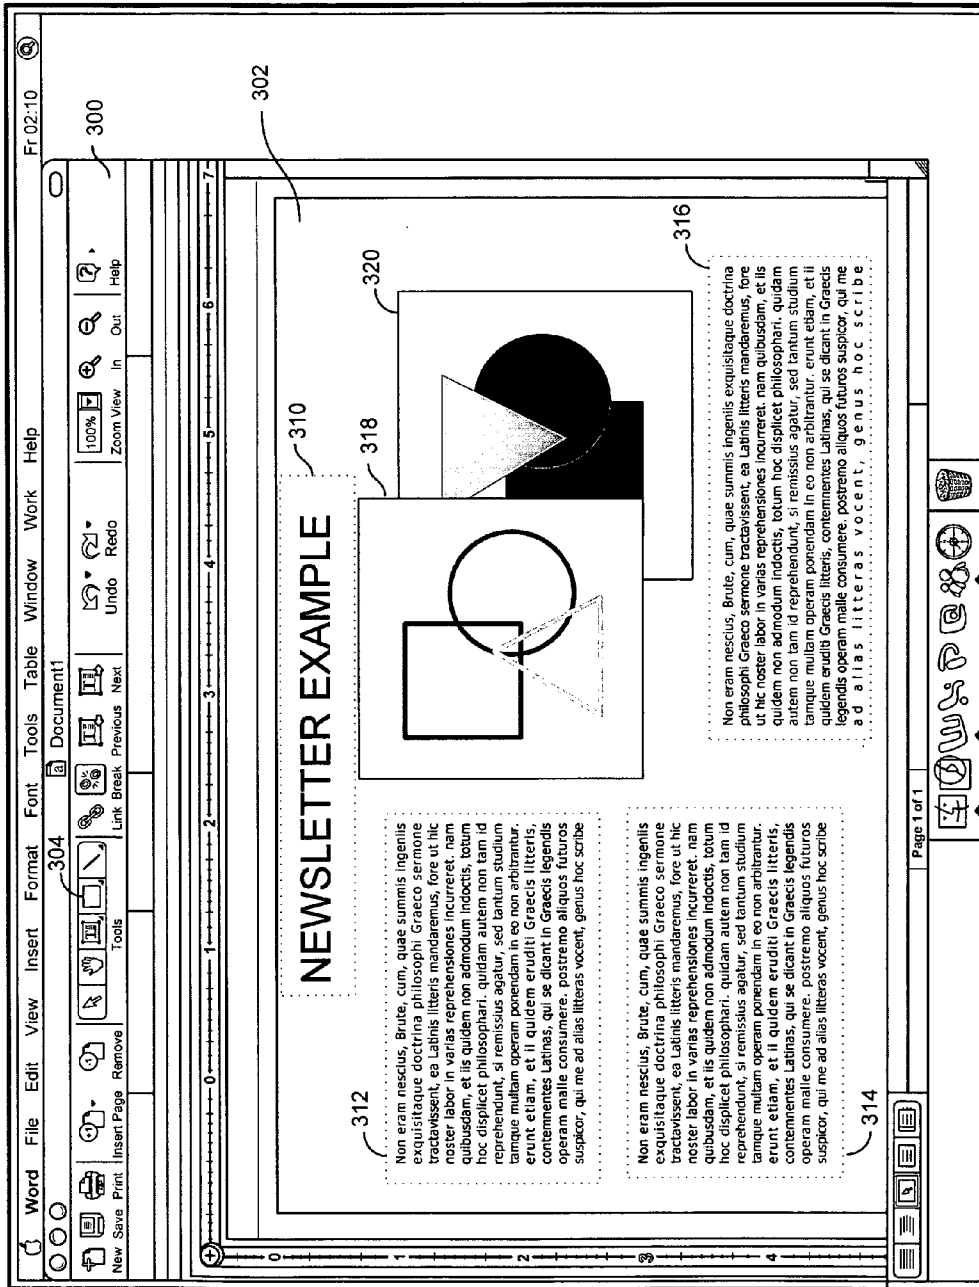 Word File Edit View Insert Format Font Tools Table Window Work Help Fr 02:10
Document1
304
300
New Save Print Insert Page Remove Tools Link Break Previous Next Undo Redo 100% Zoom View In Out Help
0 1 2 3 4 5 6 7
302
0
1
2
3
4
NEWSLETTER EXAMPLE
310
312
Non eram nescius, Brute, cum, quae summis ingeniis
exquisitaque doctrina philosophi Graeco sermone
tractavissent, ea Latinis litteris mandaremus, fore ut hic
noster labor in varias reprehensiones incurreret. nam
quibusdam, et iis quidem non admodum indoctis, totum
hoc displicet philosophari. quidam autem non tam id
reprehendunt, si remissius agatur, sed tantum studium
tamque multam operam ponendam in eo non arbitrantur.
erunt etiam, et ii quidem eruditi Graecis litteris,
contemnentes Latinas, qui se dicant in Graecis legendis
operam malle consumere. postremo aliquos futuros
suspicor, qui me ad alias litteras vocent, genus hoc scribe
318
320
Non eram nescius, Brute, cum, quae summis ingeniis
exquisitaque doctrina philosophi Graeco sermone
tractavissent, ea Latinis litteris mandaremus, fore ut hic
noster labor in varias reprehensiones incurreret. nam
quibusdam, et iis quidem non admodum indoctis, totum
hoc displicet philosophari. quidam autem non tam id
reprehendunt, si remissius agatur, sed tantum studium
tamque multam operam ponendam in eo non arbitrantur.
erunt etiam, et ii quidem eruditi Graecis litteris,
contemnentes Latinas, qui se dicant in Graecis legendis
operam malle consumere. postremo aliquos futuros
suspicor, qui me ad alias litteras vocent, genus hoc scribe
314
316
Non eram nescius, Brute, cum, quae summis ingeniis exquisitaque doctrina
philosophi Graeco sermone tractavissent, ea Latinis litteris mandaremus, fore
ut hic noster labor in varias reprehensiones incurreret. nam quibusdam, et iis
quidem non admodum indoctis, totum hoc displicet philosophari. quidam
autem non tam id reprehendunt, si remissius agatur, sed tantum studium
tamque multam operam ponendam in eo non arbitrantur. erunt etiam, et ii
quidem eruditi Graecis litteris, contemnentes Latinas, qui se dicant in Graecis
legendis operam malle consumere. postremo aliquos futuros suspicor, qui me
ad alias litteras vocent, genus hoc scribe
Page 1 of 1